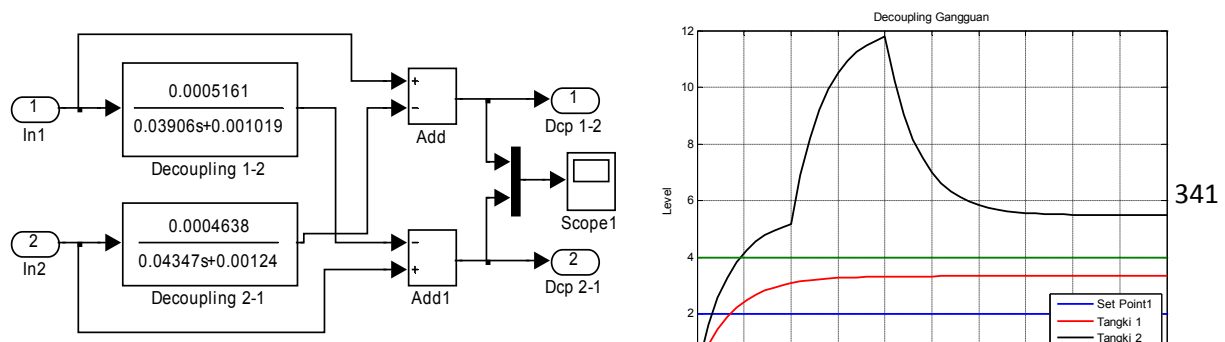 1
In1
0.0005161
0.03906s+0.001019
Decoupling 1-2
2
In2
0.0004638
0.04347s+0.00124
Decoupling 2-1
+
−
Add
−
+
Add1
1
Dcp 1-2
Scope1
2
Dcp 2-1
Decoupling Gangguan
12
10
8
6
4
2
Level
Set Point1
Tangki 1
Tangki 2
341